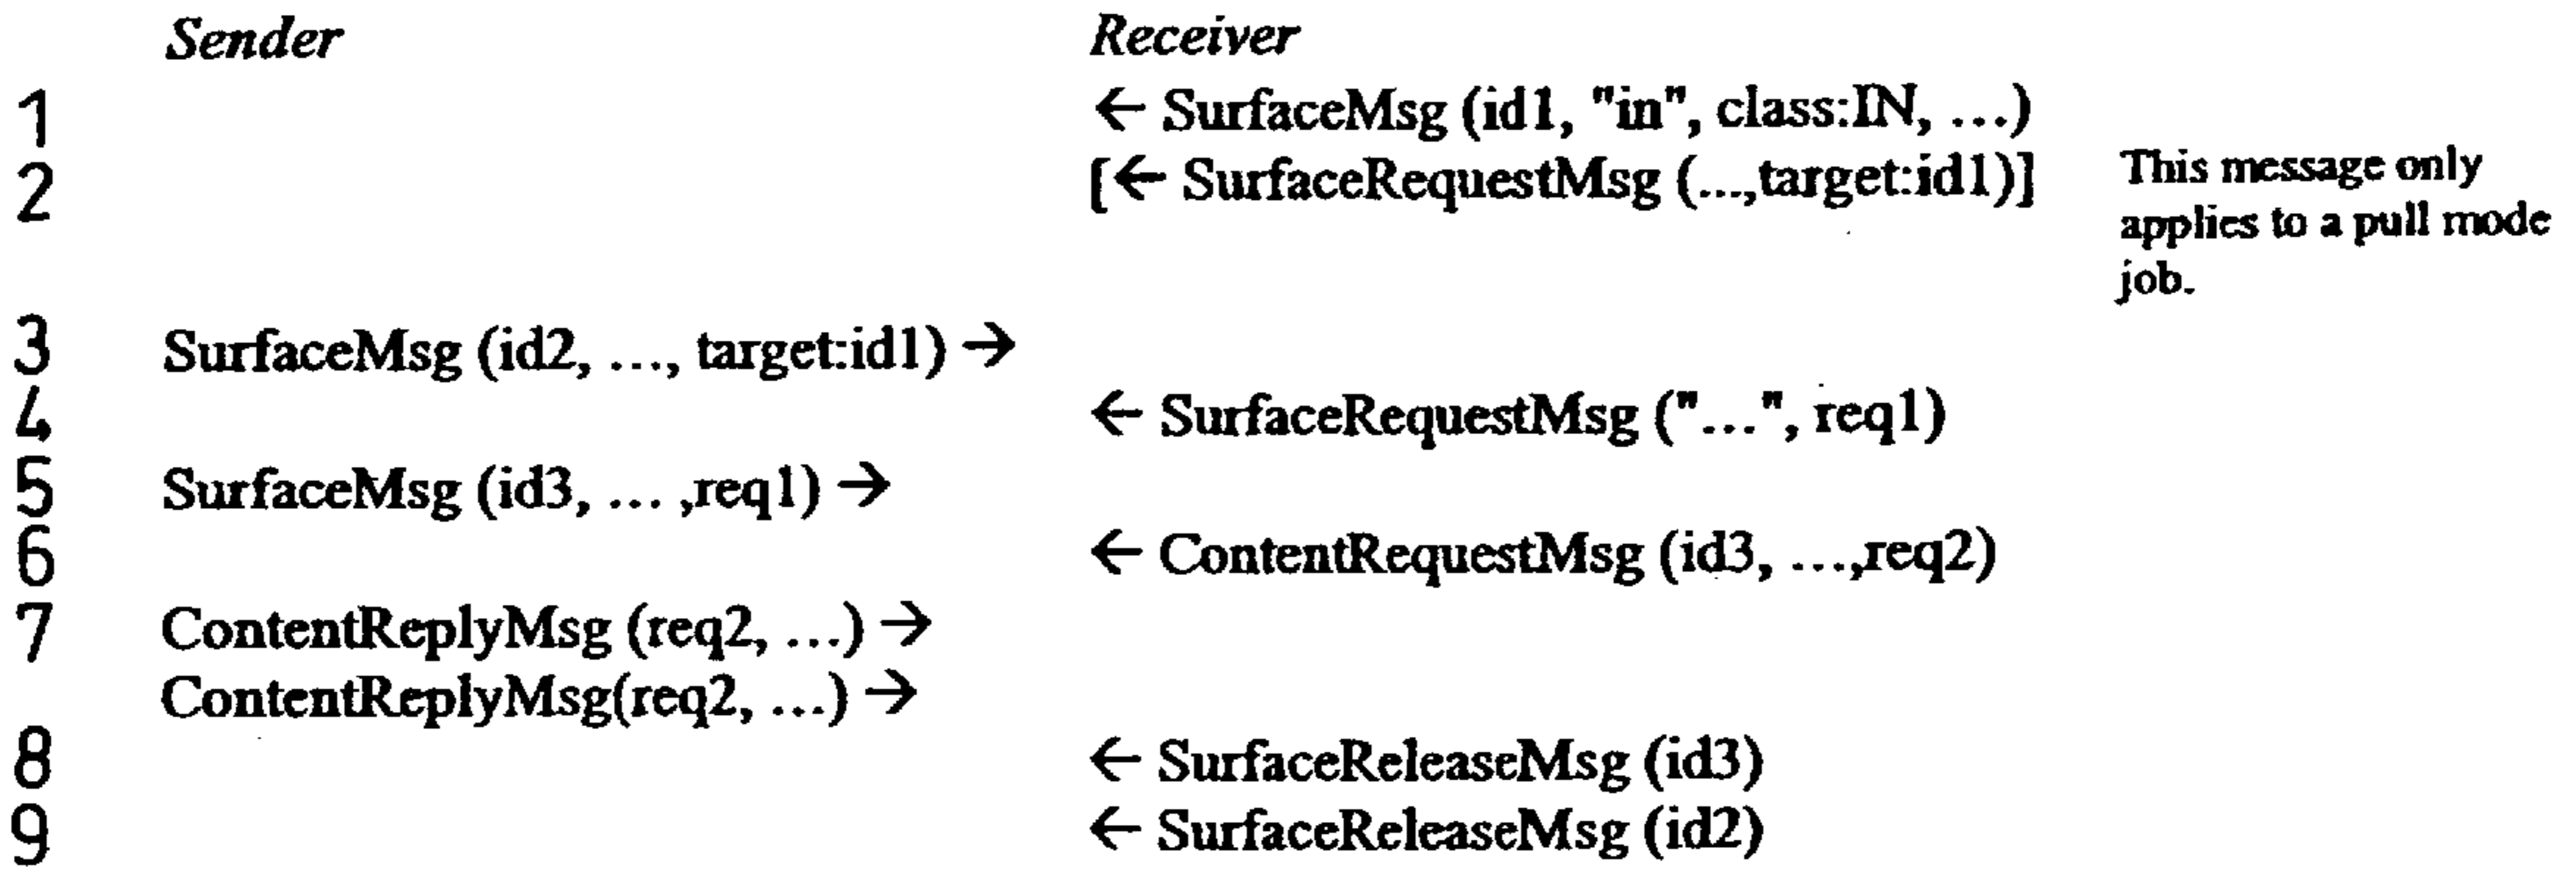 Sender Receiver
1 ← SurfaceMsg (id1, "in", class:IN, ...)
2 [← SurfaceRequestMsg (...,target:id1)]
This message only
applies to a pull mode
job.
3 SurfaceMsg (id2, ..., target:id1) →
4 ← SurfaceRequestMsg ("...", req1)
5 SurfaceMsg (id3, ... ,req1) →
6 ← ContentRequestMsg (id3, ...,req2)
7 ContentReplyMsg (req2, ...) →
ContentReplyMsg(req2, ...) →
8 ← SurfaceReleaseMsg (id3)
9 ← SurfaceReleaseMsg (id2)